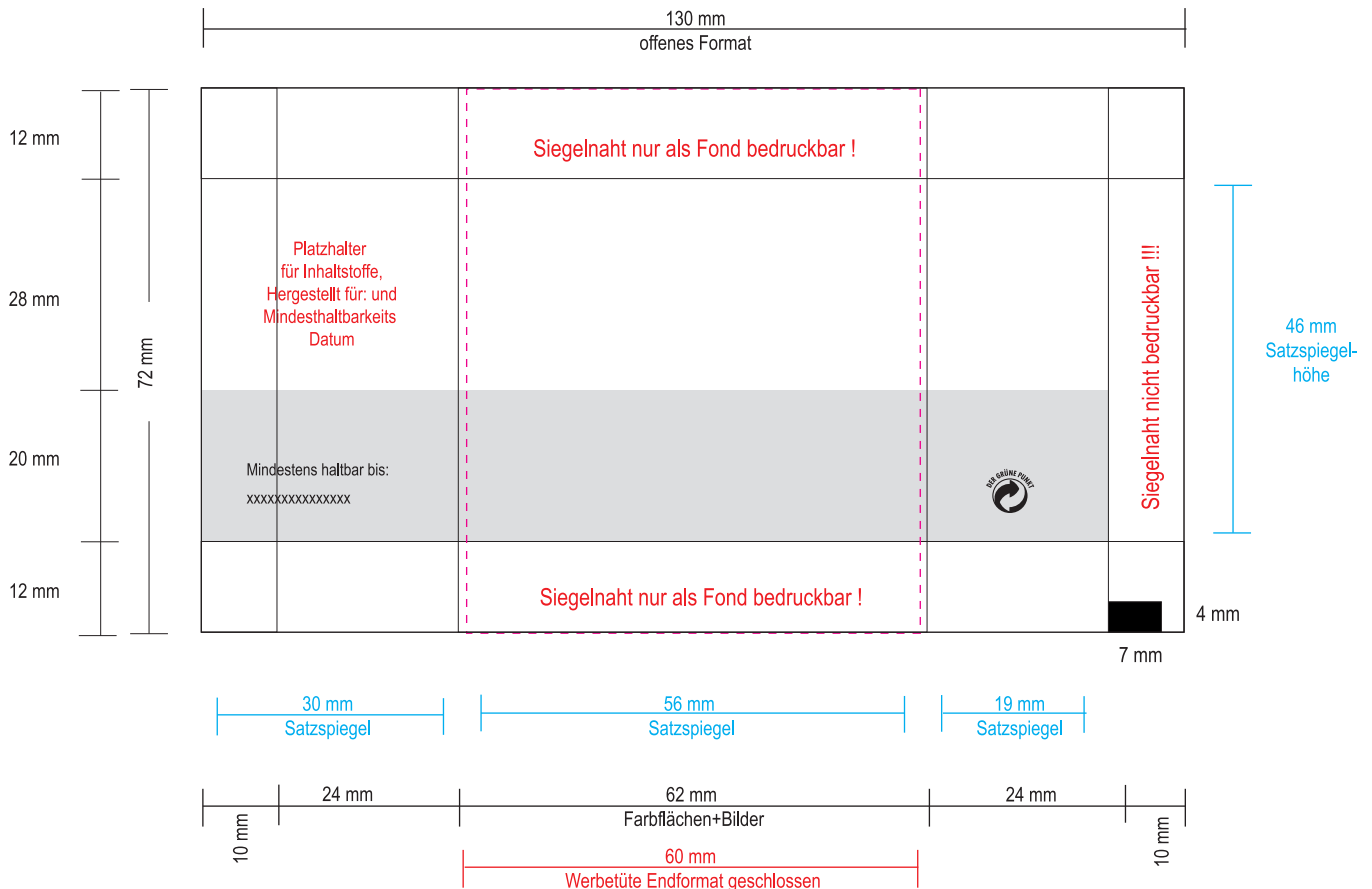 130 mm
offenes Format
12 mm
28 mm
20 mm
12 mm
72 mm
Siegelnaht nur als Fond bedruckbar !
Platzhalter
für Inhaltstoffe,
Hergestellt für: und
Mindesthaltbarkeits
Datum
Siegelnaht nicht bedruckbar !!!
46 mm
Satzspiegel-
höhe
Mindestens haltbar bis:
xxxxxxxxxxxxxxx
DER GRÜNE PUNKT
Siegelnaht nur als Fond bedruckbar !
4 mm
7 mm
30 mm
Satzspiegel
56 mm
Satzspiegel
19 mm
Satzspiegel
10 mm
24 mm
62 mm
Farbflächen+Bilder
24 mm
10 mm
60 mm
Werbetüte Endformat geschlossen